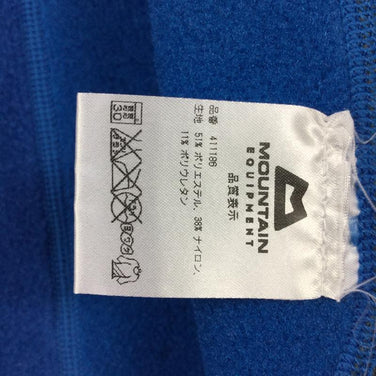 MOUNTAIN
EQUIPMENT
品質表示
品番 411186
生地 51% ポリエステル, 38% ナイロン,
11% ポリウレタン
30